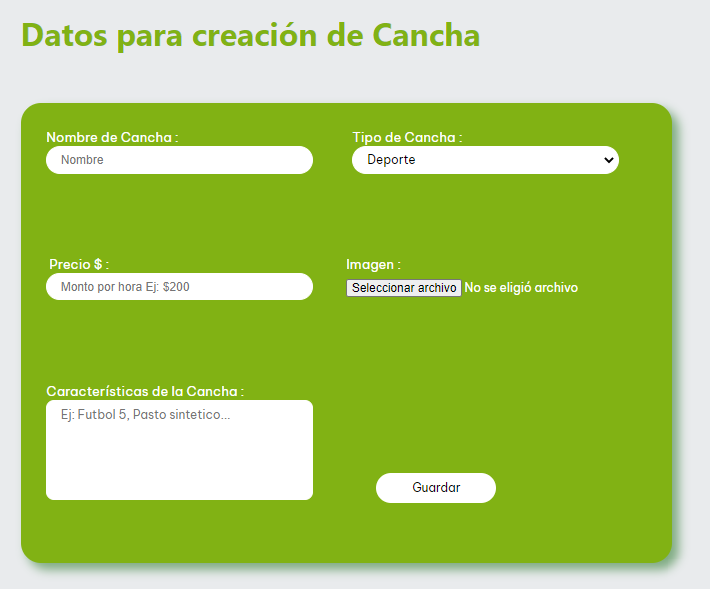 Datos para creación de Cancha
Nombre de Cancha :
Nombre
Tipo de Cancha :
Deporte
Precio $ :
Monto por hora Ej: $200
Imagen :
Seleccionar archivo No se eligió archivo
Características de la Cancha :
Ej: Futbol 5, Pasto sintetico...
Guardar